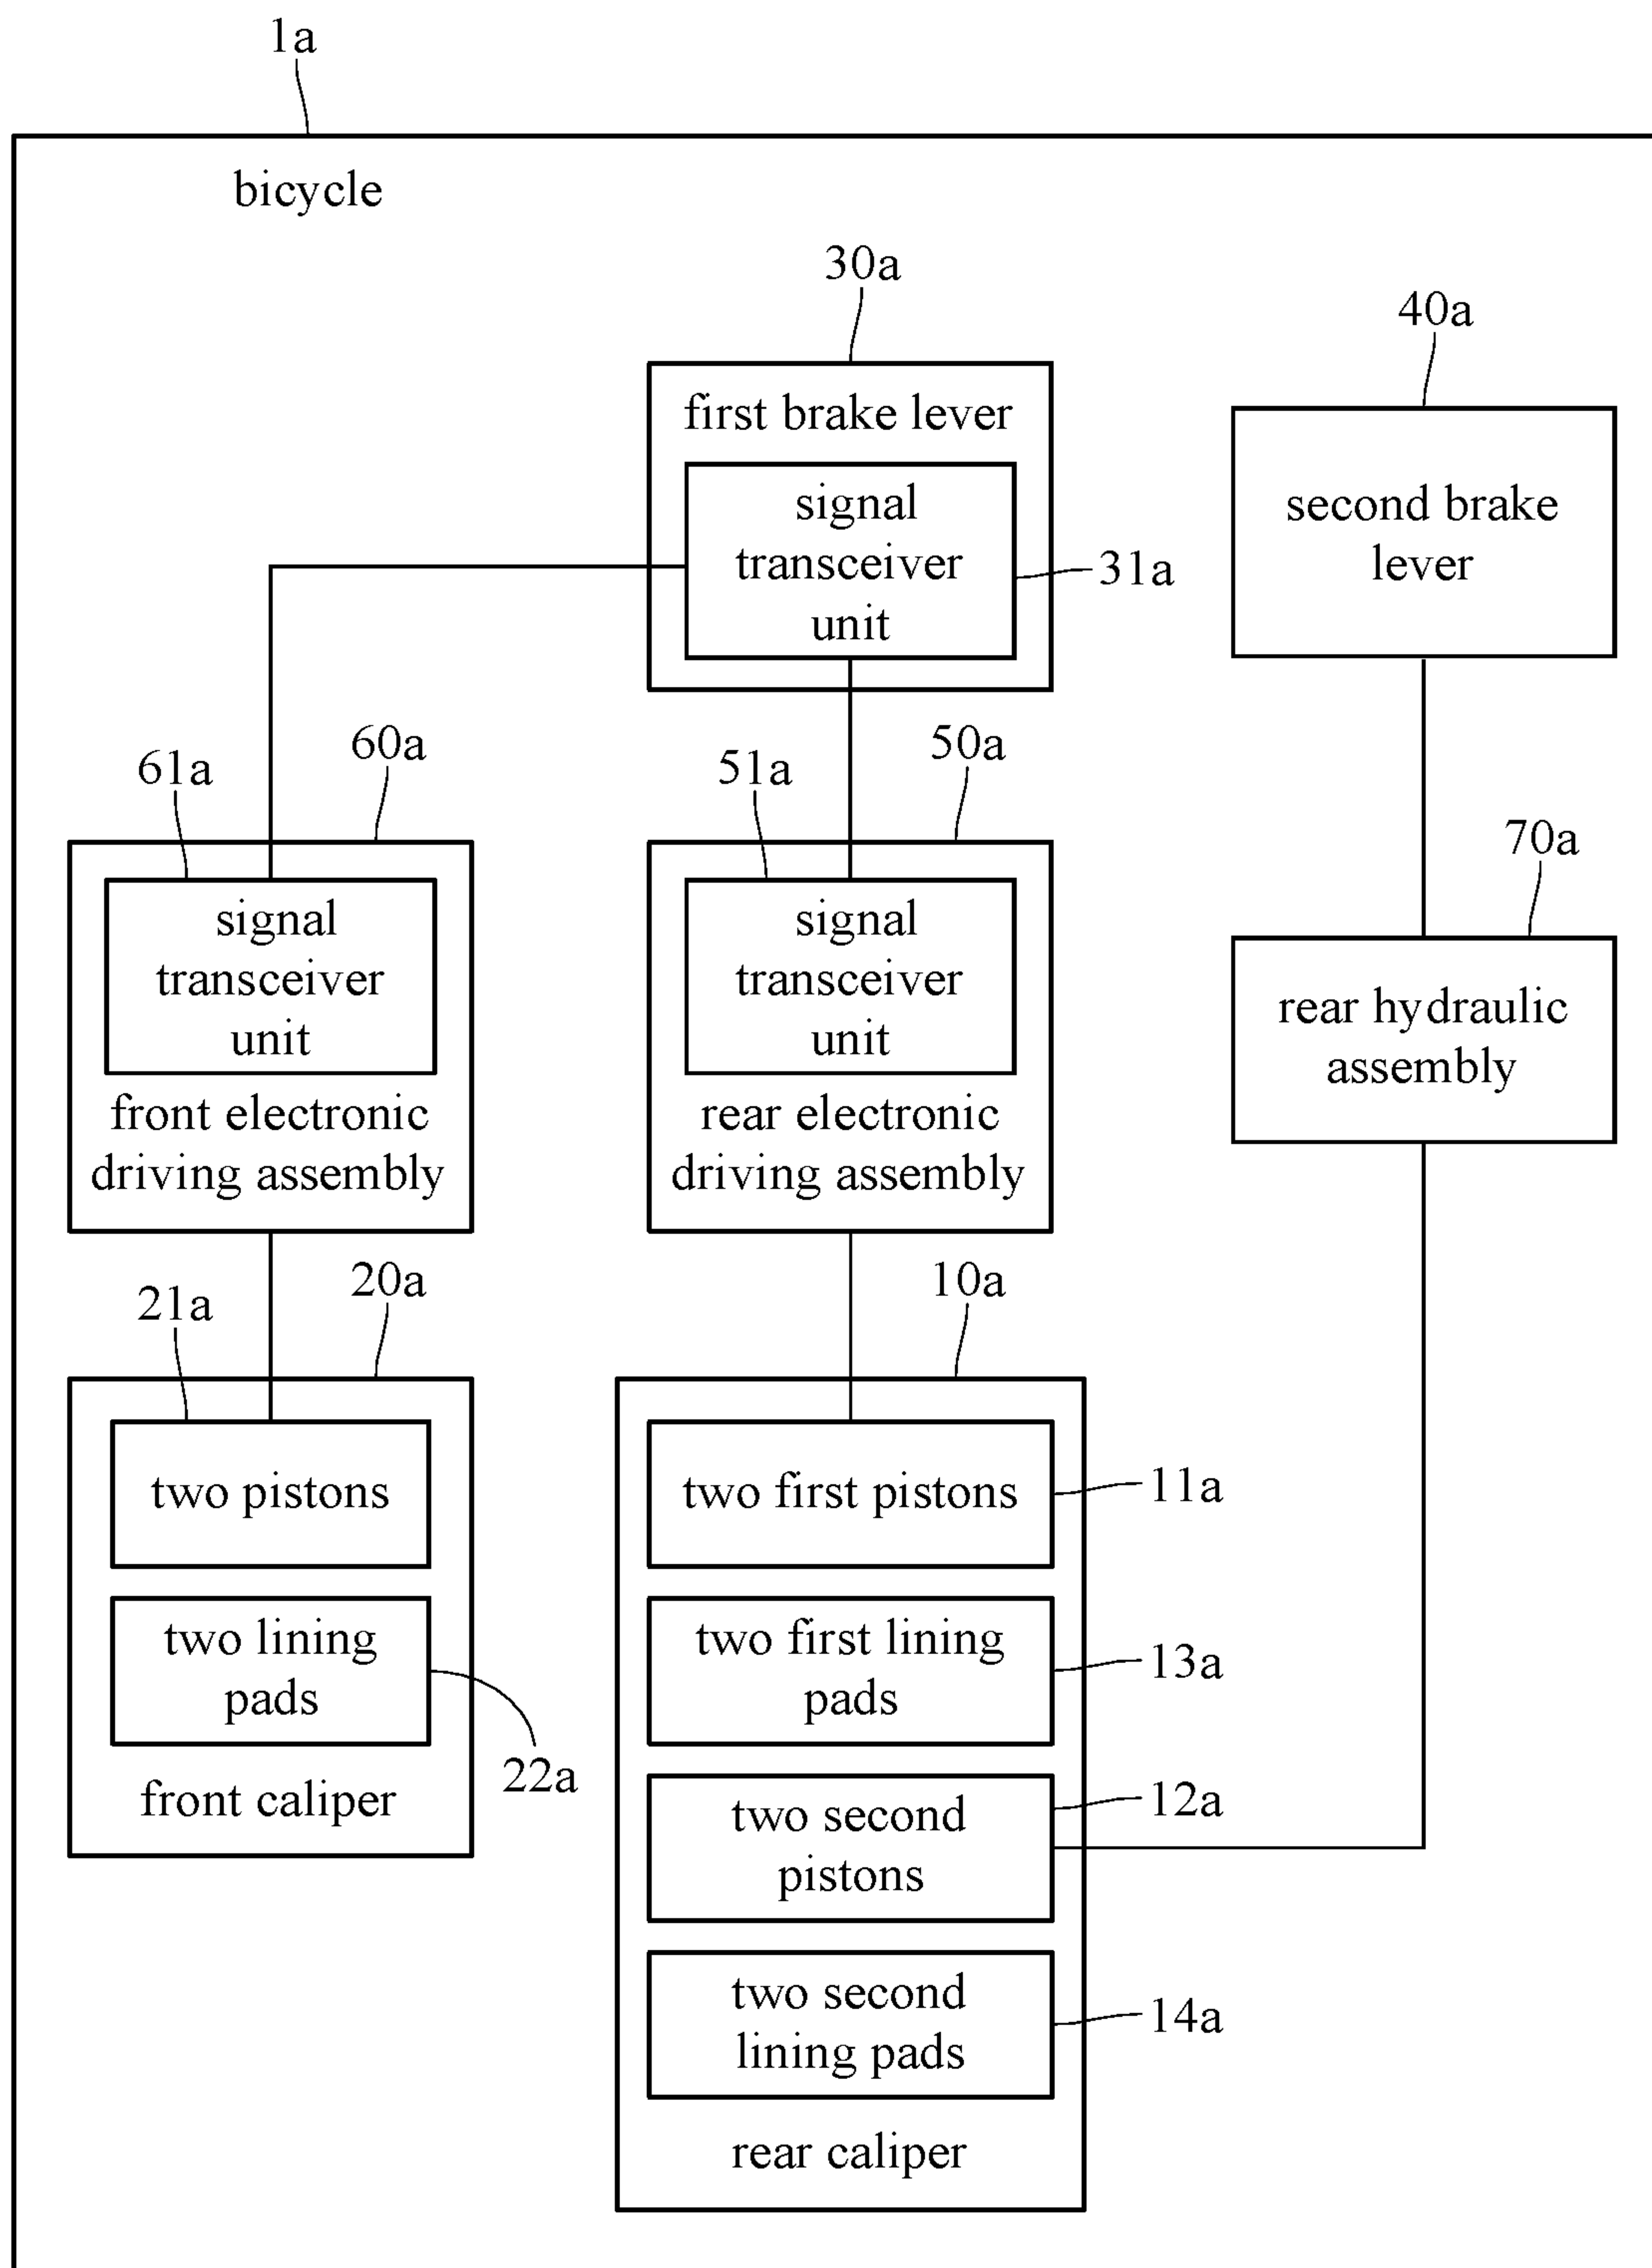 1a
bicycle
30a
40a
first brake lever
signal
transceiver
unit
31a
second brake
lever
61a
60a
51a
50a
70a
signal
transceiver
unit
front electronic
driving assembly
signal
transceiver
unit
rear electronic
driving assembly
rear hydraulic
assembly
21a
20a
10a
two pistons
two lining
pads
22a
front caliper
two first pistons
11a
two first lining
pads
13a
two second
pistons
12a
two second
lining pads
14a
rear caliper